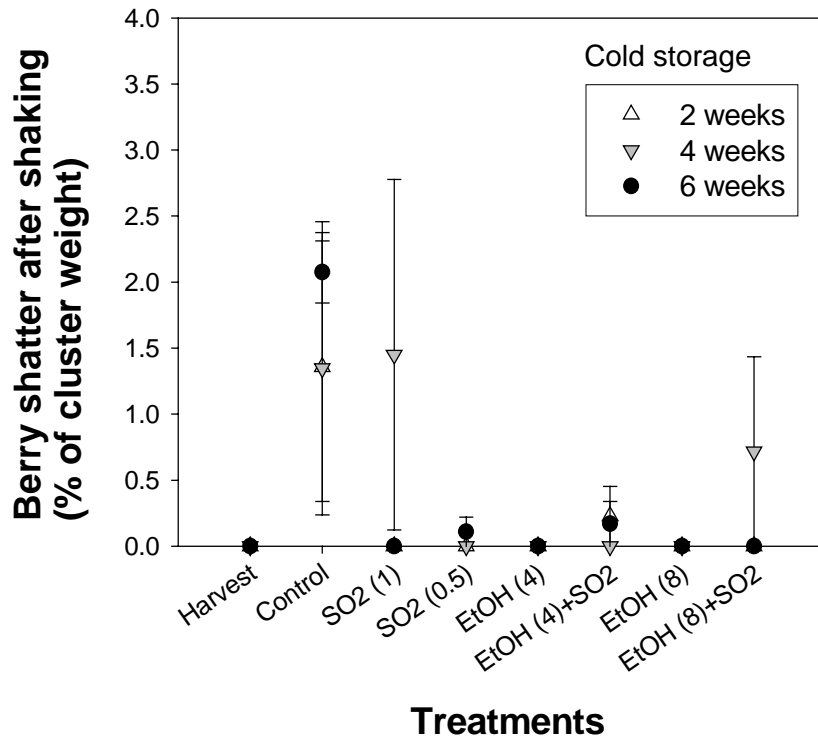 Berry shatter after shaking
(% of cluster weight)
4.0
3.5
3.0
2.5
2.0
1.5
1.0
0.5
0.0
Cold storage
2 weeks
4 weeks
6 weeks
Harvest
Control
SO2 (1)
SO2 (0.5)
EtOH (4)
EtOH (4)+SO2
EtOH (8)
EtOH (8)+SO2
Treatments